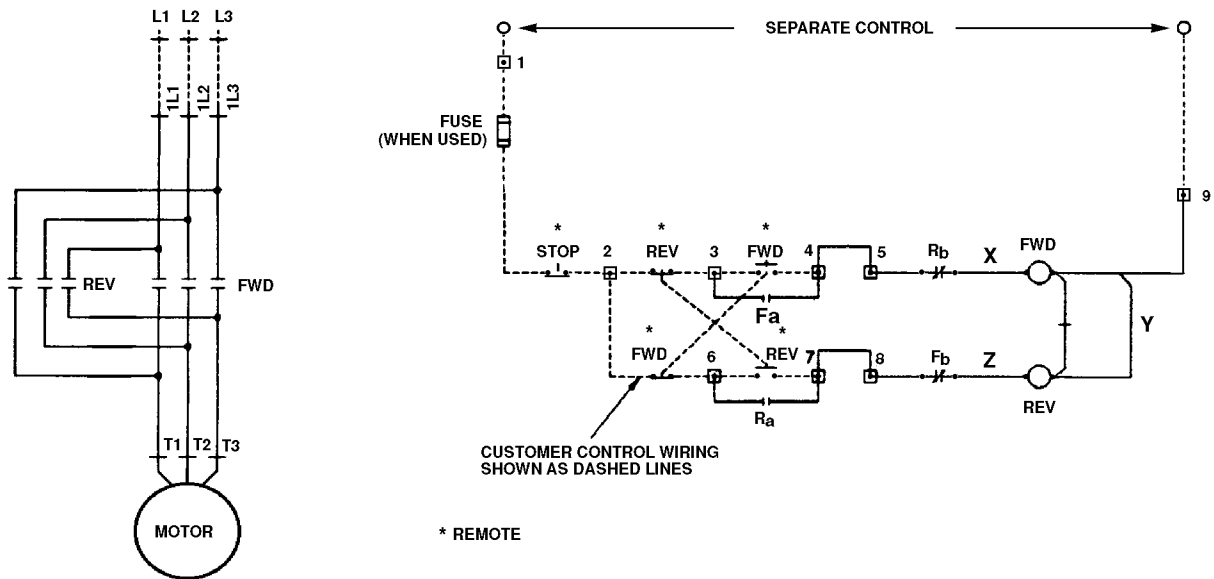 L1 L2 L3
1L1 1L2 1L3
REV FWD
T1 T2 T3
MOTOR
SEPARATE CONTROL
1
FUSE
(WHEN USED)
9
* * *
STOP 2 REV 3 FWD 4 5 Rb X FWD
Fa
Y
* *
FWD 6 REV 7 8 Fb Z
REV
Ra
CUSTOMER CONTROL WIRING
SHOWN AS DASHED LINES
* REMOTE